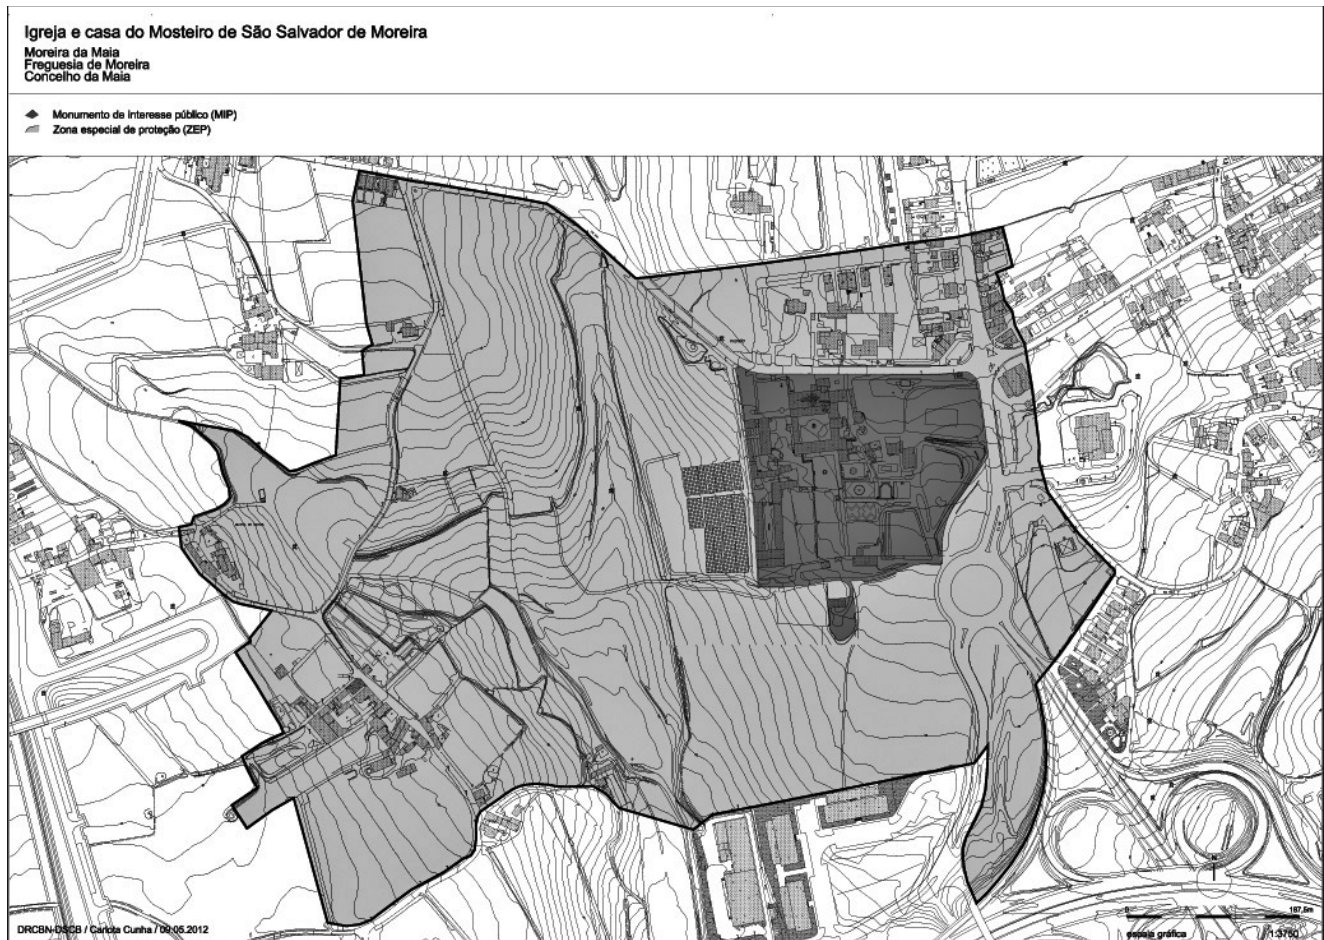 Igreja e casa do Mosteiro de São Salvador de Moreira
Moreira da Maia
Freguesia de Moreira
Concelho da Maia
Monumento de interesse público (MIP)
Zona especial de proteção (ZEP)
DRCBN-DSCB / Carlota Cunha / 09.05.2012
N
0 187,5m
escala gráfica 1:3750